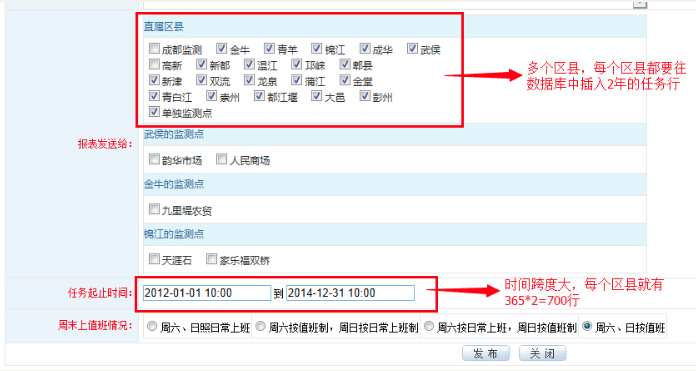 直属区县
成都监测 金牛 青羊 锦江 成华 武侯
高新 新都 温江 邛崃 郫县
新津 双流 龙泉 蒲江 金堂
青白江 崇州 都江堰 大邑 彭州
单独监测点
多个区县，每个区县都要往
数据库中插入2年的任务行
报表发送给：
武侯的监测点
韵华市场 人民商场
金牛的监测点
九里堤农贸
锦江的监测点
天涯石 家乐福双桥
任务起止时间：
2012-01-01 10:00 到 2014-12-31 10:00
时间跨度大，每个区县就有
365*2=700行
周末上值班情况：
周六、日照日常上班 周六按值班制，周日按日常上班制 周六按日常上班，周日按值班制 周六、日按值班
发 布 关 闭